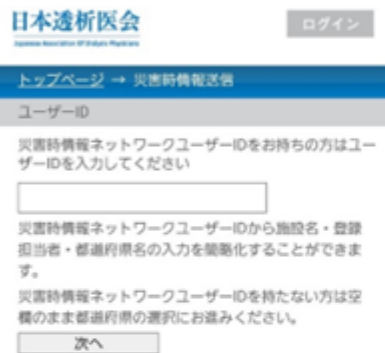 日本透析医会
Japanese Association of Dialysis Physicians
ログイン
トップページ → 災害時情報送信
ユーザーID
災害時情報ネットワークユーザーIDをお持ちの方はユー
ザーIDを入力してください
災害時情報ネットワークユーザーIDから施設名・登録
担当者・都道府県名の入力を簡略化することができま
す。
災害時情報ネットワークユーザーIDを持たない方は空
欄のまま都道府県の選択にお進みください。
次へ